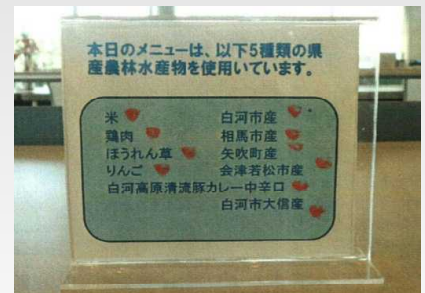 本日のメニューは、以下5種類の県
産農林水産物を使用いています。
米 白河市産
鶏肉 相馬市産
ほうれん草 矢吹町産
りんご 会津若松市産
白河高原清流豚カレー中辛口
白河市大信産